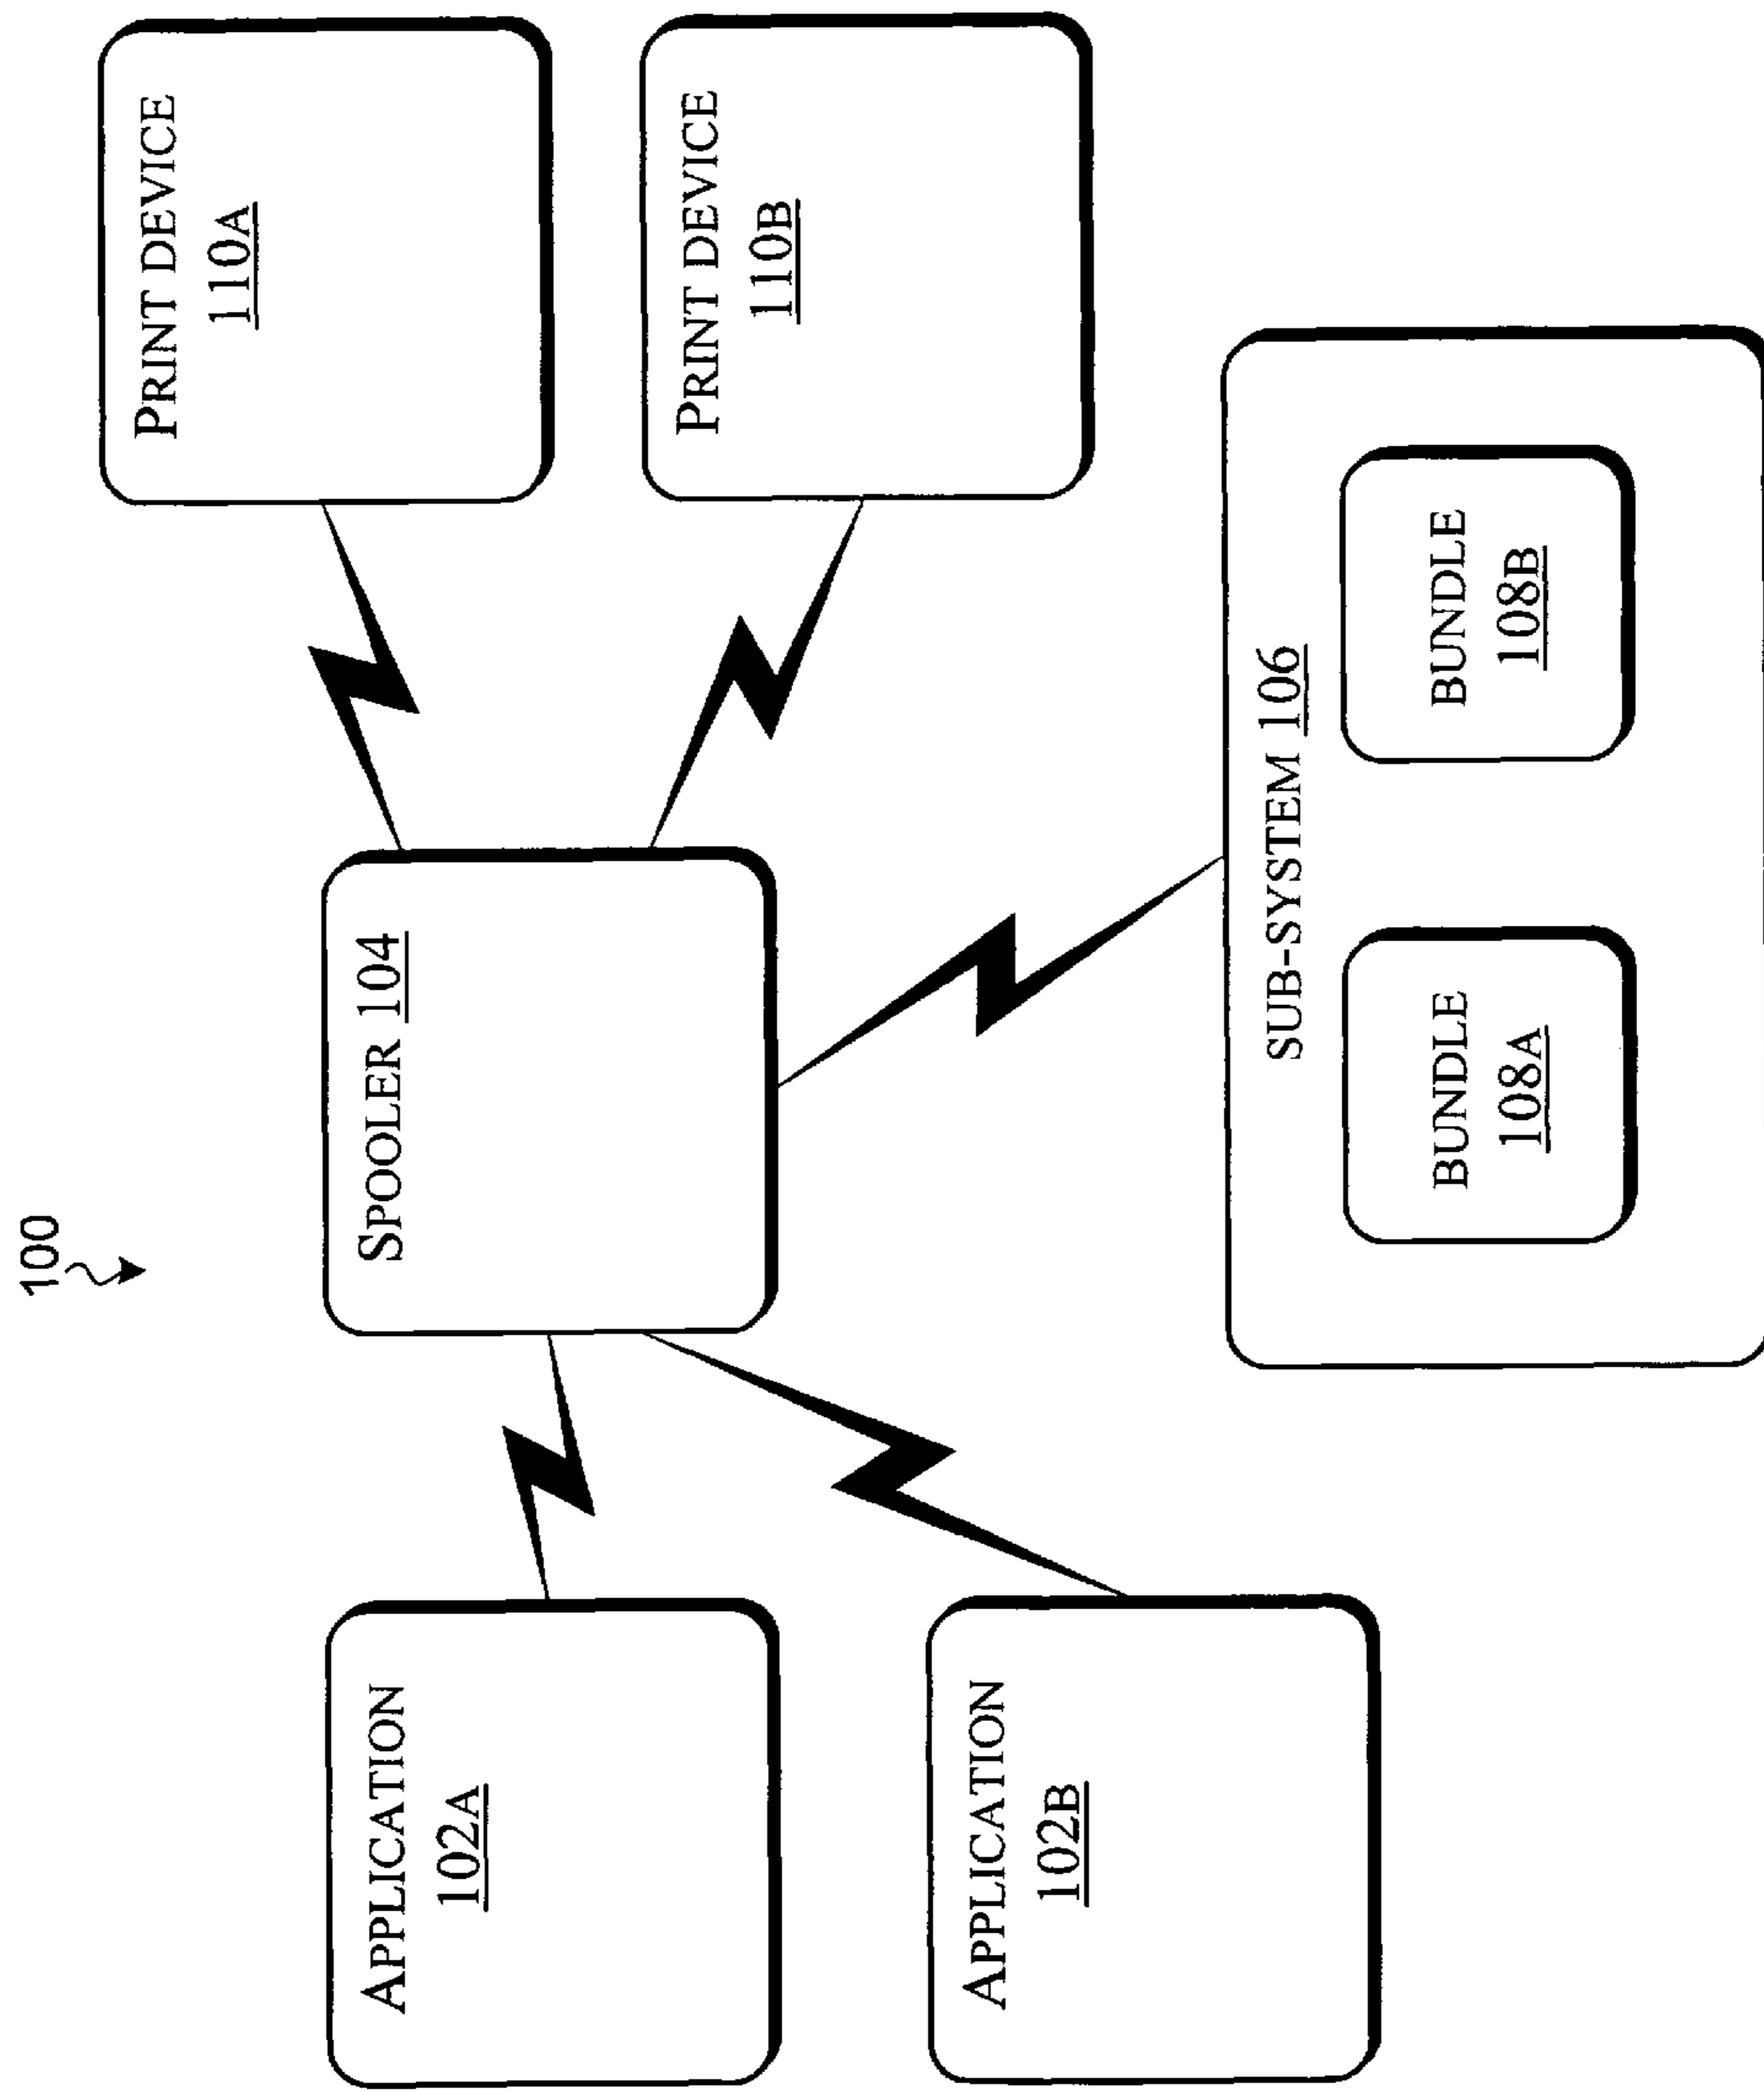 100
APPLICATION
102A
APPLICATION
102B
SPOOLER 104
PRINT DEVICE
110A
PRINT DEVICE
110B
SUB-SYSTEM 106
BUNDLE
108A
BUNDLE
108B